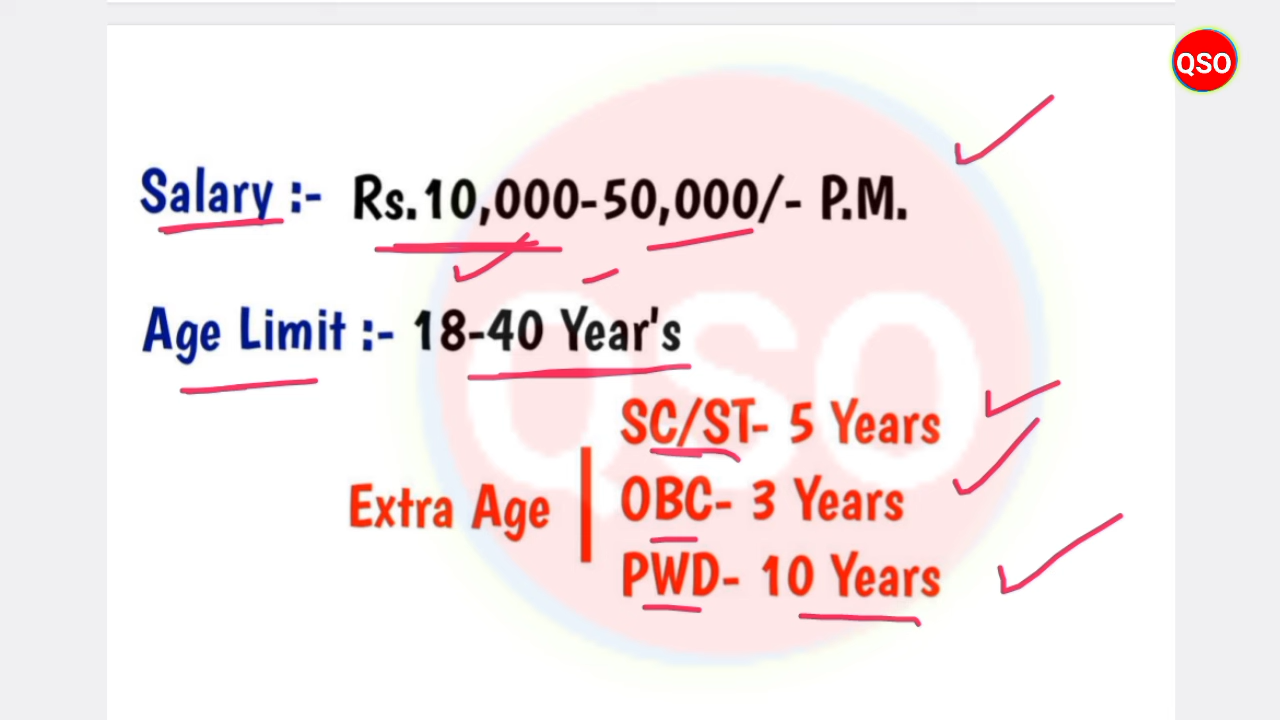 QSO
Salary :- Rs.10,000-50,000/- P.M.
Age Limit :- 18-40 Year's
SC/ST- 5 Years
Extra Age | OBC- 3 Years
PWD- 10 Years
QSO